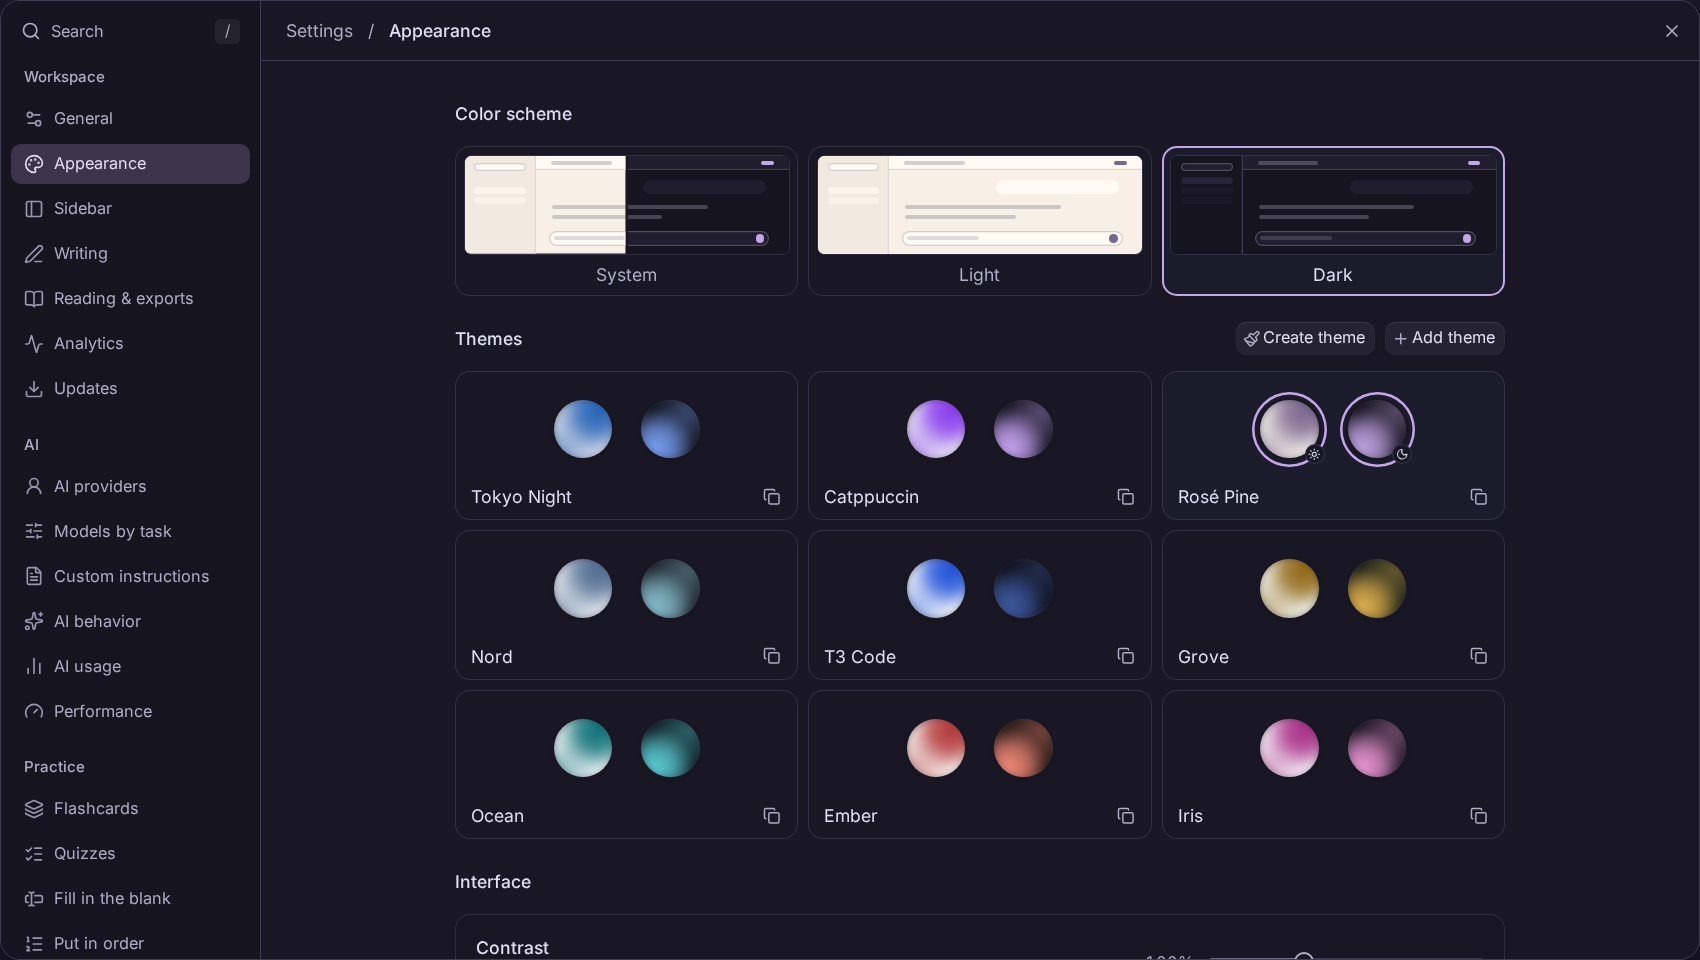 Search
/
Settings / Appearance
Workspace
General
Appearance
Sidebar
Writing
Reading & exports
Analytics
Updates
AI
AI providers
Models by task
Custom instructions
AI behavior
AI usage
Performance
Practice
Flashcards
Quizzes
Fill in the blank
Put in order
Color scheme
System
Light
Dark
Themes
Create theme
Add theme
Tokyo Night
Catppuccin
Rosé Pine
Nord
T3 Code
Grove
Ocean
Ember
Iris
Interface
Contrast